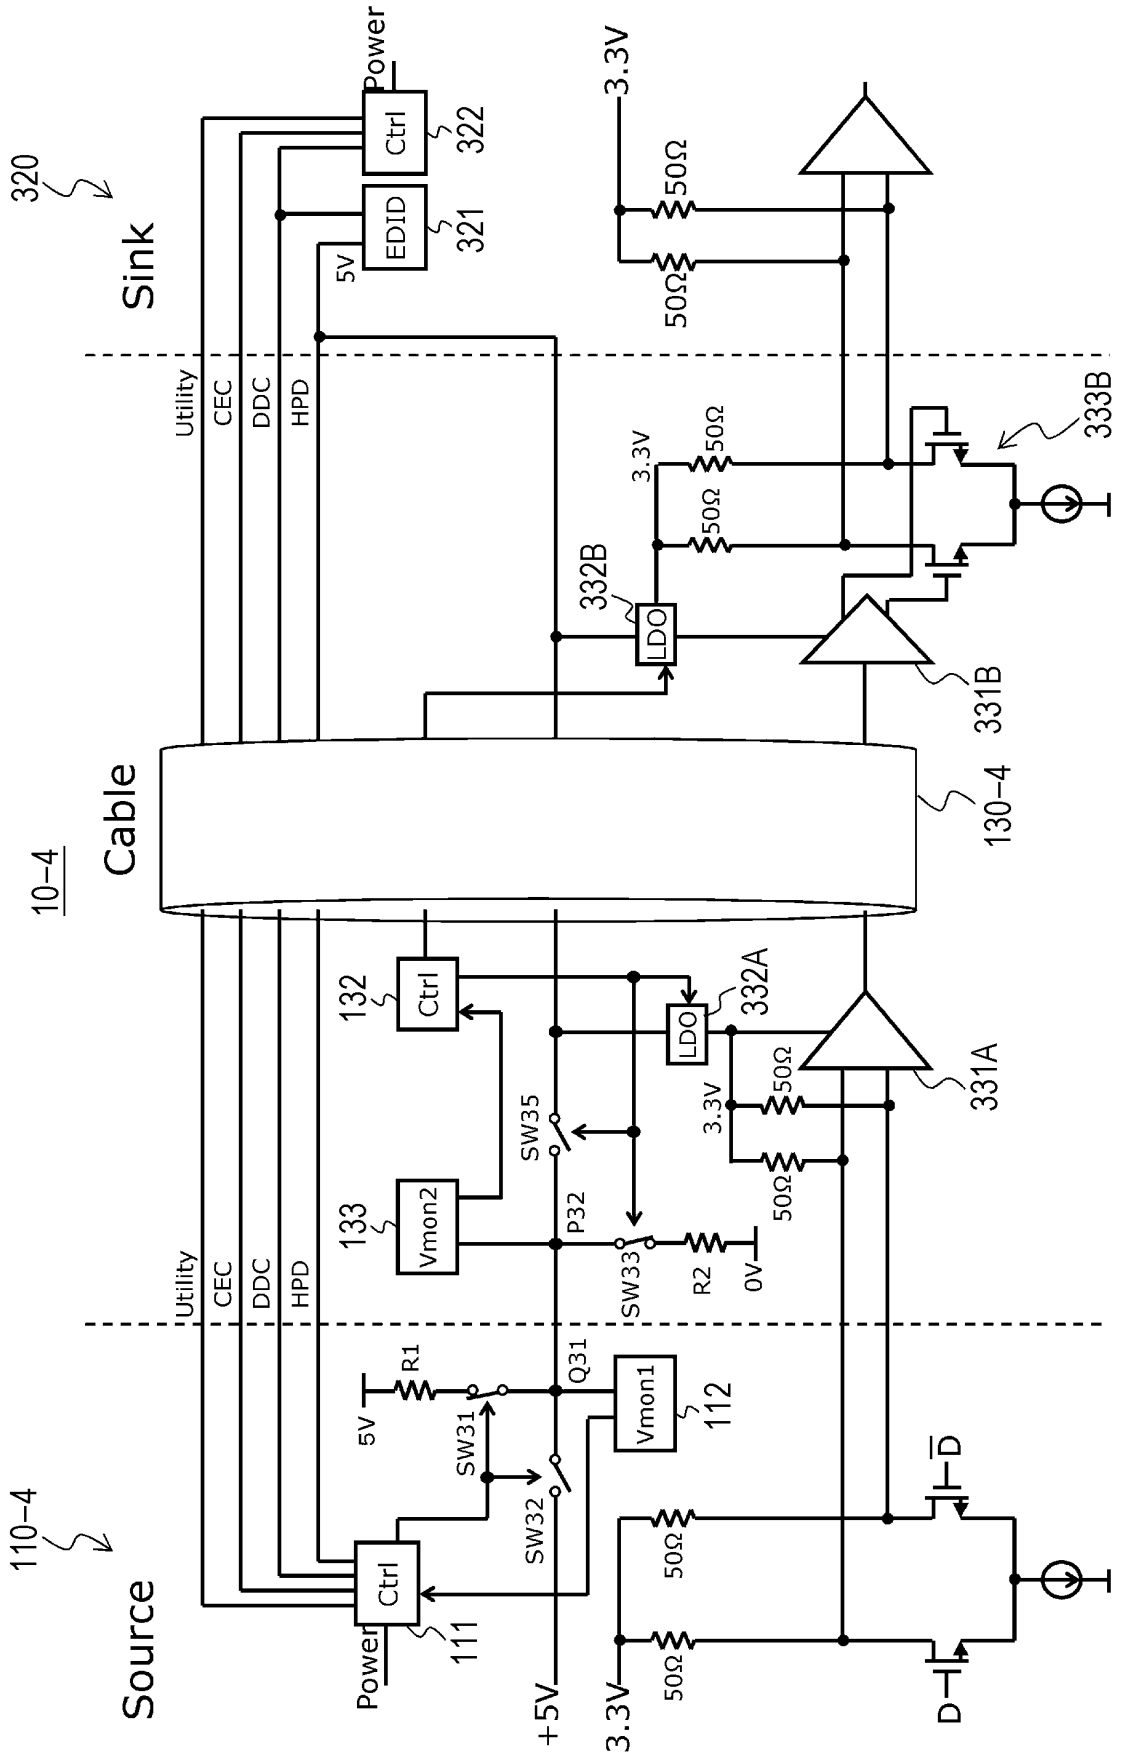 10-4
110-4
Source
Cable
Sink
320
Utility
CEC
DDC
HPD
Utility
CEC
DDC
HPD
Power
Ctrl
111
5V
R1
SW31
SW32
Q31
Vmon1
112
+5V
3.3V
50Ω
50Ω
D
D̅
Vmon2
133
Ctrl
132
P32
SW35
SW33
R2
0V
LDO
332A
3.3V
50Ω
50Ω
331A
130-4
LDO
332B
3.3V
50Ω
50Ω
331B
333B
5V
EDID
321
Ctrl
322
Power
3.3V
50Ω
50Ω